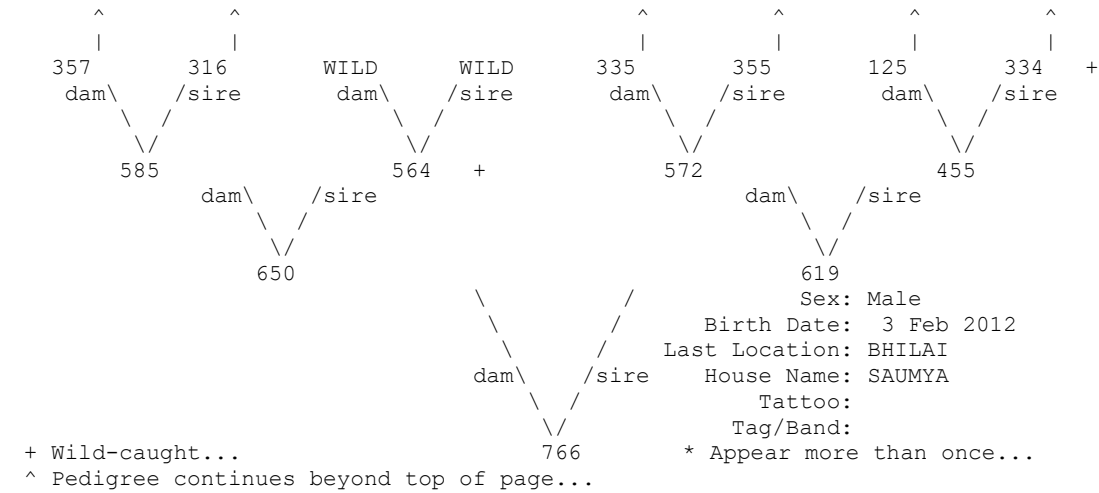 ^ ^ ^ ^ ^ ^
| | | | | |
357 316 WILD WILD 335 355 125 334 +
dam\ /sire dam\ /sire dam\ /sire dam\ /sire
\ / \ / \ / \ /
\/ \/ \/ \/
585 564 + 572 455
dam\ /sire dam\ /sire
\ / \ /
\/ \/
650 619
\ / Sex: Male
\ / Birth Date: 3 Feb 2012
\ / Last Location: BHILAI
dam\ /sire House Name: SAUMYA
\ / Tattoo:
\/ Tag/Band:
+ Wild-caught... 766 * Appear more than once...
^ Pedigree continues beyond top of page...